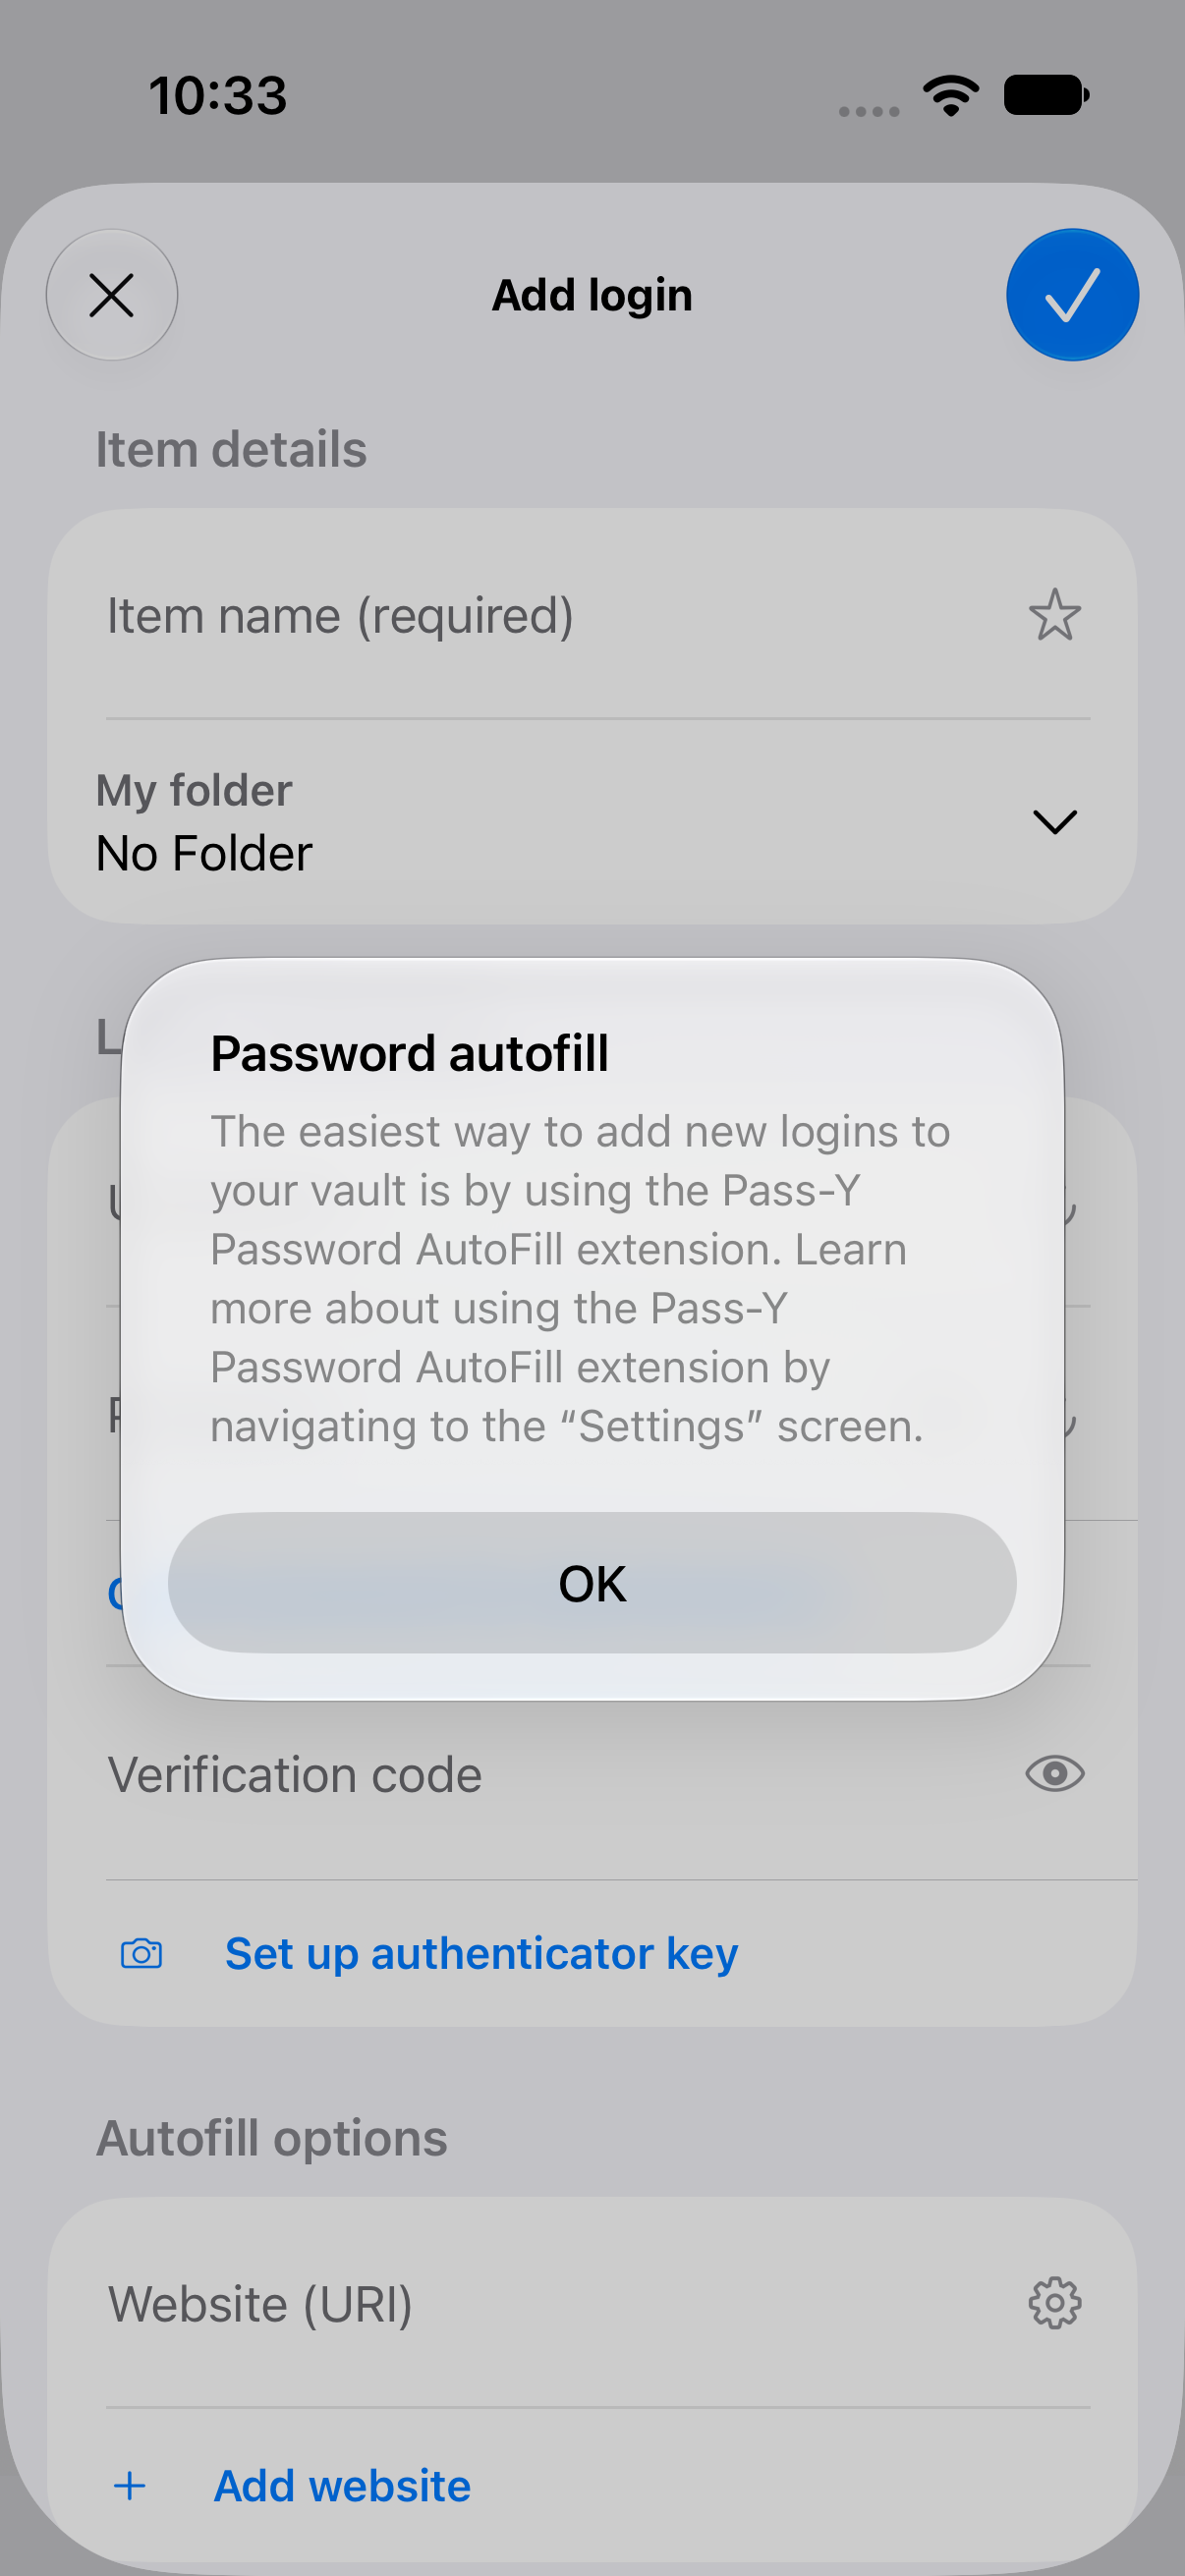 10:33
Add login
Item details
Item name (required)
My folder
No Folder
Password autofill
The easiest way to add new logins to
your vault is by using the Pass-Y
Password AutoFill extension. Learn
more about using the Pass-Y
Password AutoFill extension by
navigating to the “Settings” screen.
OK
Verification code
Set up authenticator key
Autofill options
Website (URI)
Add website